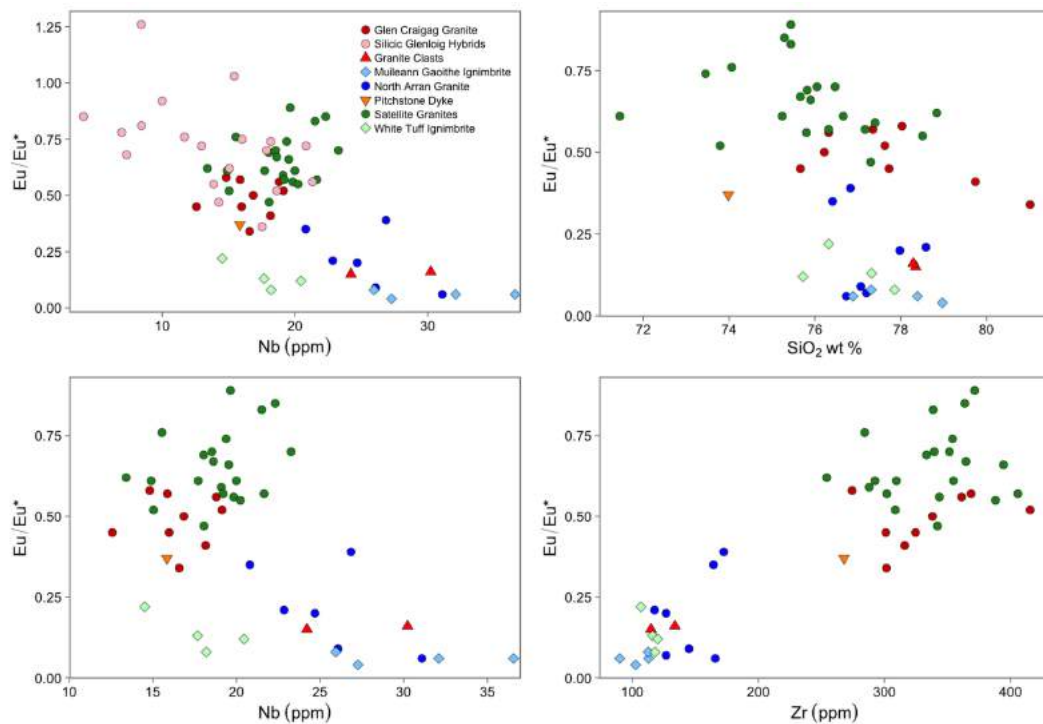 1.25
1.00
0.75
0.50
0.25
0.00
Eu/Eu*
10
20
30
Nb (ppm)
Glen Craigag Granite
Silicic Glenloig Hybrids
Granite Clasts
Muileann Gaoithe Ignimbrite
North Arran Granite
Pitchstone Dyke
Satellite Granites
White Tuff Ignimbrite
0.75
0.50
0.25
0.00
Eu/Eu*
72
74
76
78
80
SiO2 wt %
0.75
0.50
0.25
0.00
Eu/Eu*
10
15
20
25
30
35
Nb (ppm)
0.75
0.50
0.25
0.00
Eu/Eu*
100
200
300
400
Zr (ppm)